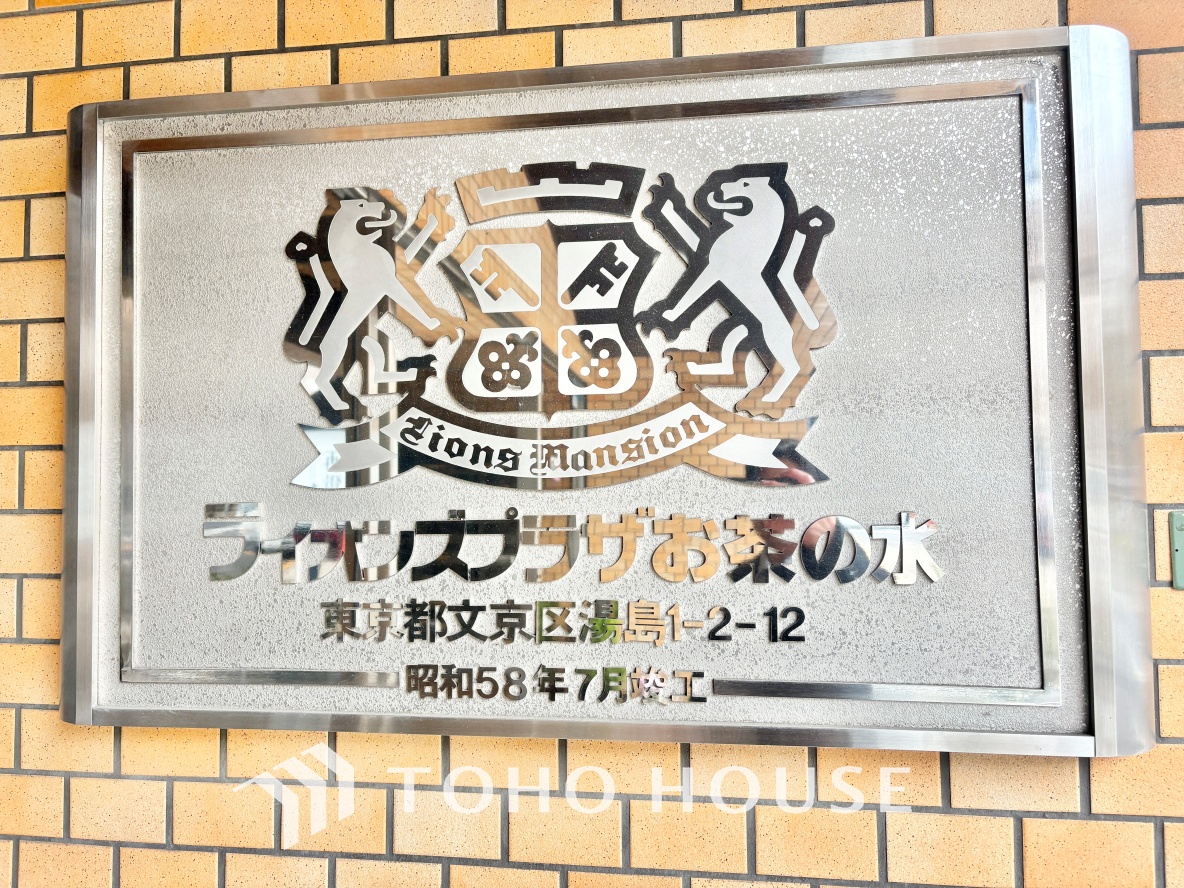 Lions Mansion
ライオンズプラザお茶の水
東京都文京区湯島1-2-12
昭和58年7月竣工
TOHO HOUSE